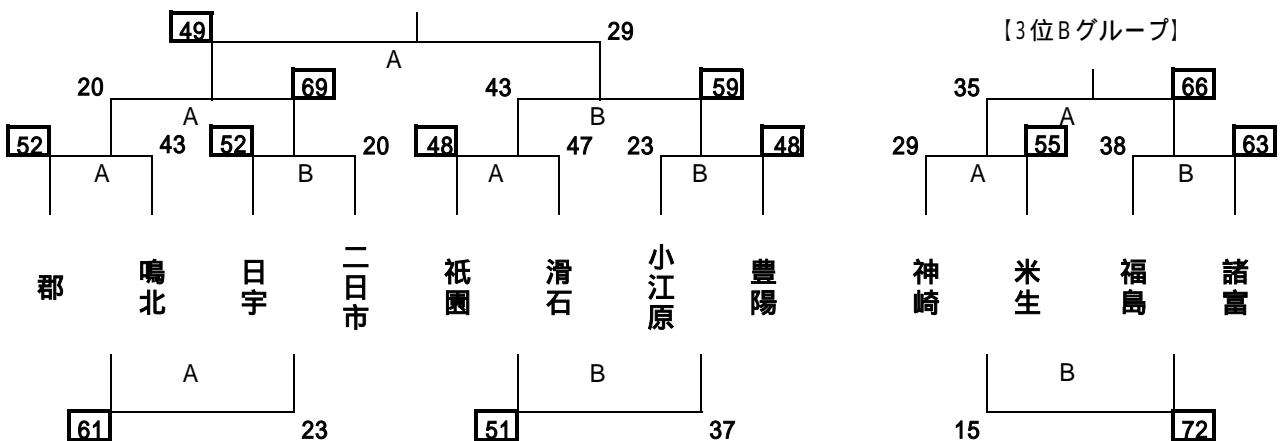 49 29 【3位Bグループ】
A
20 69 43 59 35 66
A B A
52 43 52 20 48 47 23 48 29 55 38 63
A B A B A B
郡 鳴北 日宇 二日市 祇園 滑石 小江原 豊陽 神崎 米生 福島 諸富
A B B
61 23 51 37 15 72